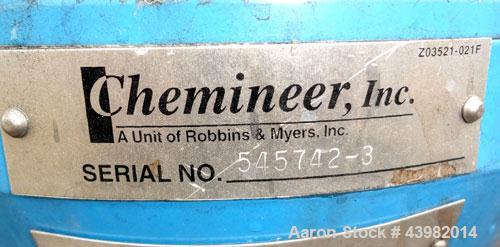 Z03521-021F
Chemineer, Inc.
A Unit of Robbins & Myers, Inc.
SERIAL NO. 545742-3
Aaron Stock # 43982014